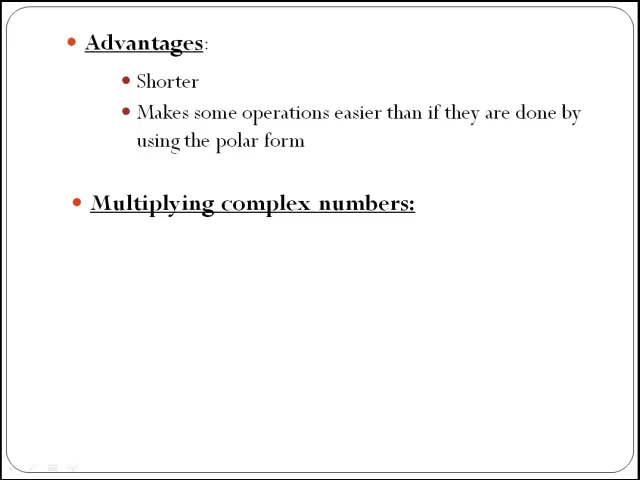 Advantages:
Shorter
Makes some operations easier than if they are done by
using the polar form
Multiplying complex numbers: